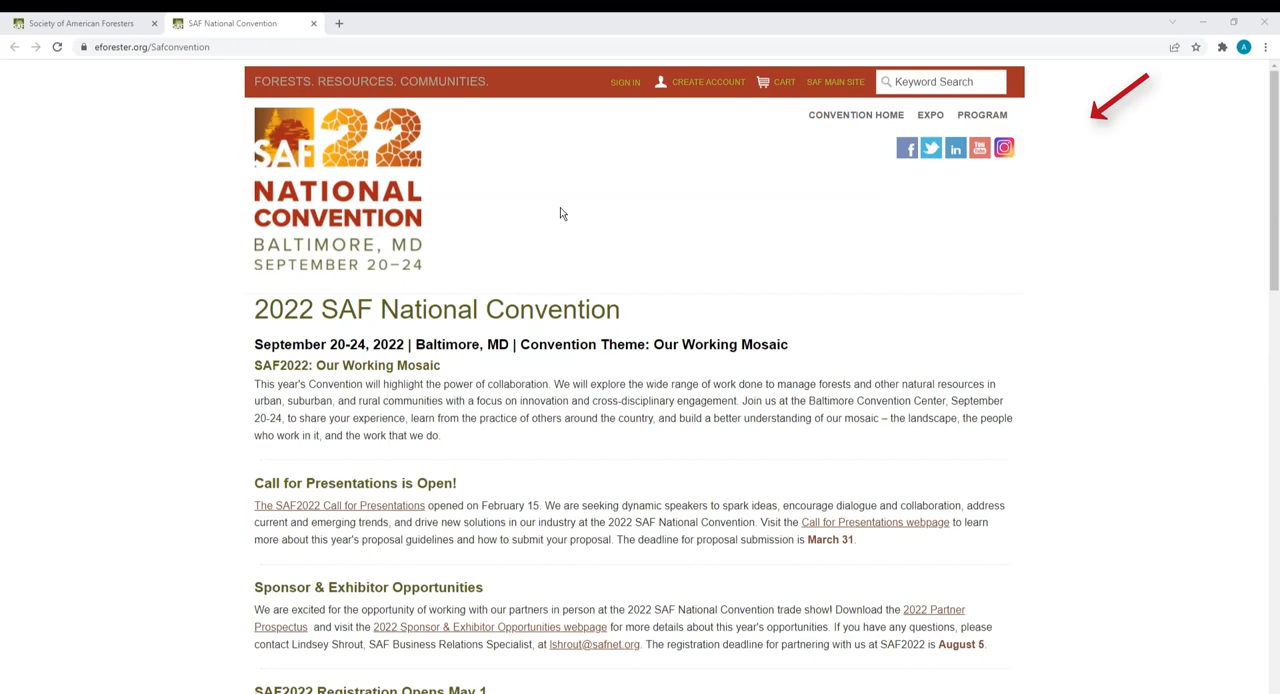 Society of American Foresters
SAF National Convention
eforester.org/Safconvention
A
FORESTS. RESOURCES. COMMUNITIES.
SIGN IN CREATE ACCOUNT CART SAF MAIN SITE Keyword Search
CONVENTION HOME EXPO PROGRAM
SAF 22
NATIONAL
CONVENTION
BALTIMORE, MD
SEPTEMBER 20–24
2022 SAF National Convention
September 20-24, 2022 | Baltimore, MD | Convention Theme: Our Working Mosaic
SAF2022: Our Working Mosaic
This year's Convention will highlight the power of collaboration. We will explore the wide range of work done to manage forests and other natural resources in
urban, suburban, and rural communities with a focus on innovation and cross-disciplinary engagement. Join us at the Baltimore Convention Center, September
20-24, to share your experience, learn from the practice of others around the country, and build a better understanding of our mosaic – the landscape, the people
who work in it, and the work that we do.
Call for Presentations is Open!
The SAF2022 Call for Presentations opened on February 15. We are seeking dynamic speakers to spark ideas, encourage dialogue and collaboration, address
current and emerging trends, and drive new solutions in our industry at the 2022 SAF National Convention. Visit the Call for Presentations webpage to learn
more about this year's proposal guidelines and how to submit your proposal. The deadline for proposal submission is March 31.
Sponsor & Exhibitor Opportunities
We are excited for the opportunity of working with our partners in person at the 2022 SAF National Convention trade show! Download the 2022 Partner
Prospectus and visit the 2022 Sponsor & Exhibitor Opportunities webpage for more details about this year's opportunities. If you have any questions, please
contact Lindsey Shrout, SAF Business Relations Specialist, at lshrout@safnet.org. The registration deadline for partnering with us at SAF2022 is August 5.
SAF2022 Registration Opens May 1